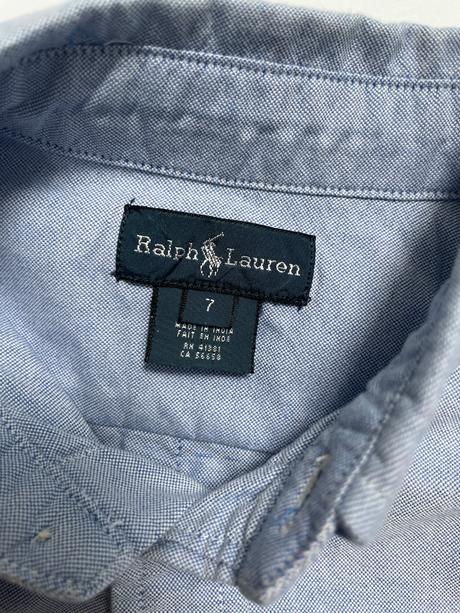 Ralph Lauren
7
MADE IN INDIA
FAIT EN INDE
RN 41381
CA 56658